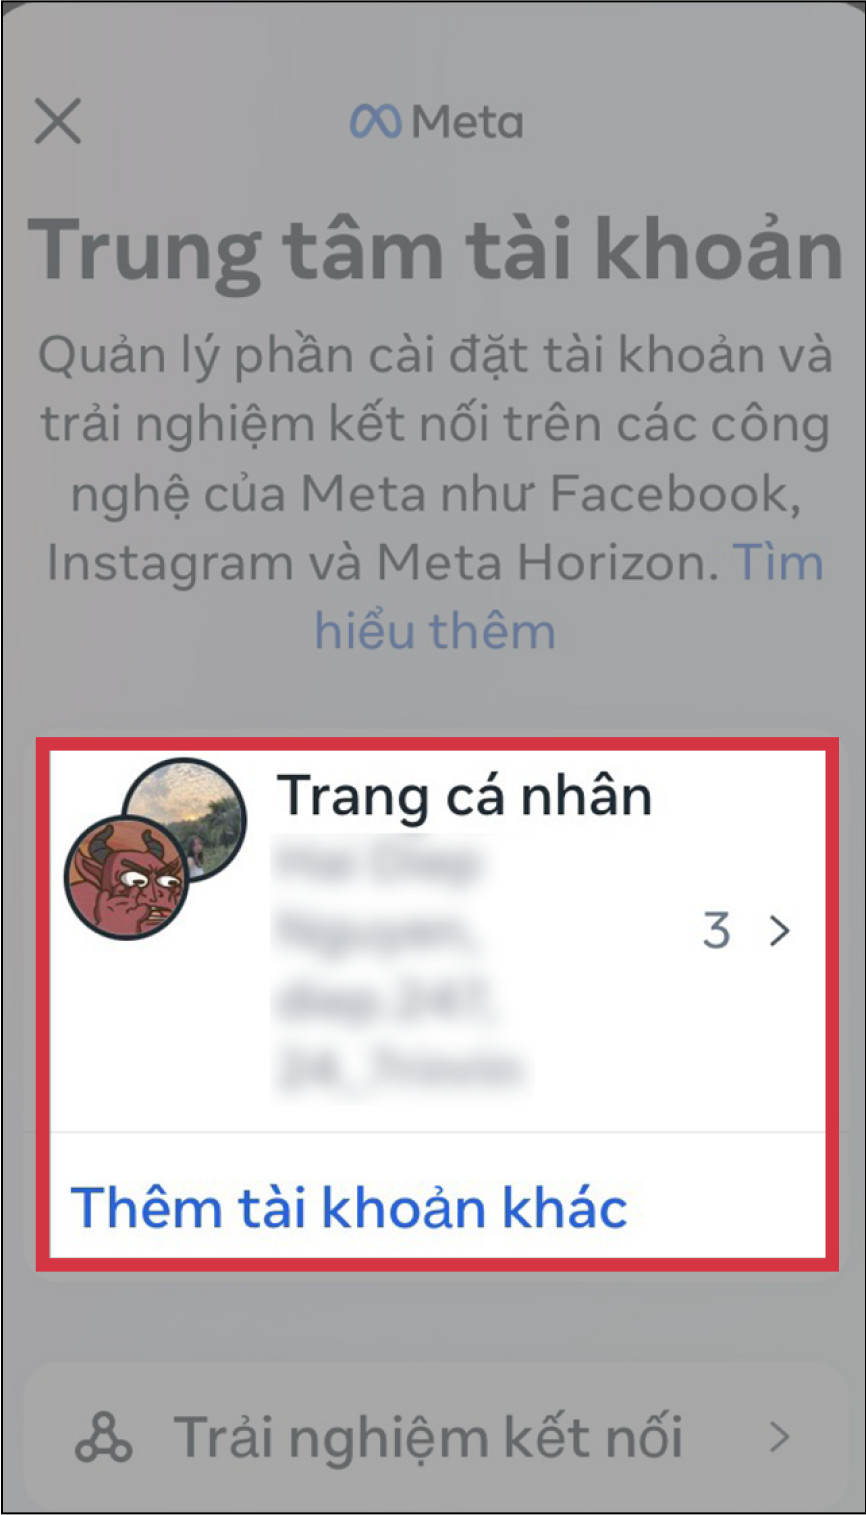 Meta
Trung tâm tài khoản
Quản lý phần cài đặt tài khoản và
trải nghiệm kết nối trên các công
nghệ của Meta như Facebook,
Instagram và Meta Horizon. Tìm
hiểu thêm
Trang cá nhân
3
Thêm tài khoản khác
Trải nghiệm kết nối